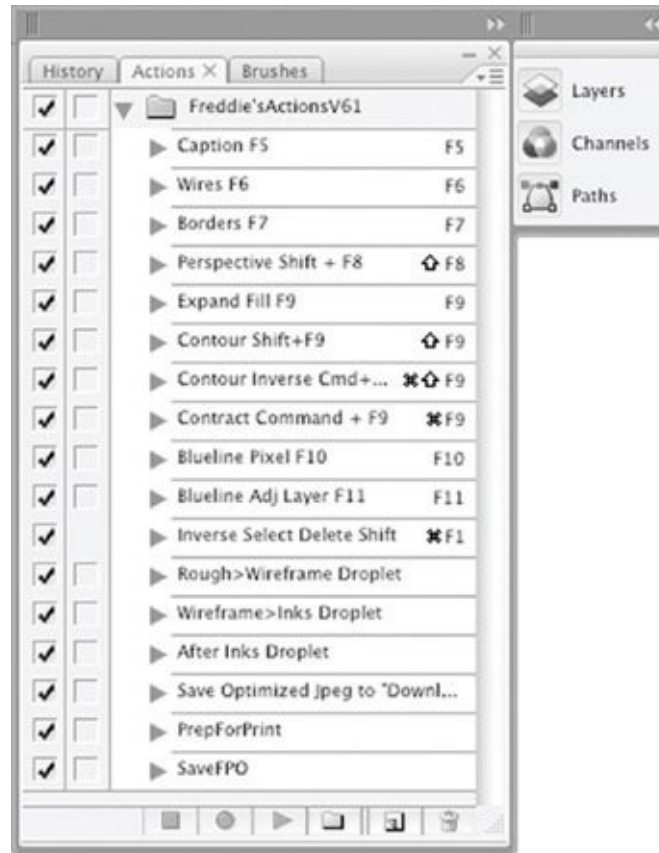 History Actions × Brushes
Freddie'sActionsV61
Caption F5 F5
Wires F6 F6
Borders F7 F7
Perspective Shift + F8 ⇧ F8
Expand Fill F9 F9
Contour Shift+F9 ⇧ F9
Contour Inverse Cmd+... ⌘⇧ F9
Contract Command + F9 ⌘F9
Blueline Pixel F10 F10
Blueline Adj Layer F11 F11
Inverse Select Delete Shift ⌘F1
Rough>Wireframe Droplet
Wireframe>Inks Droplet
After Inks Droplet
Save Optimized Jpeg to "Downl...
PrepForPrint
SaveFPO
Layers
Channels
Paths